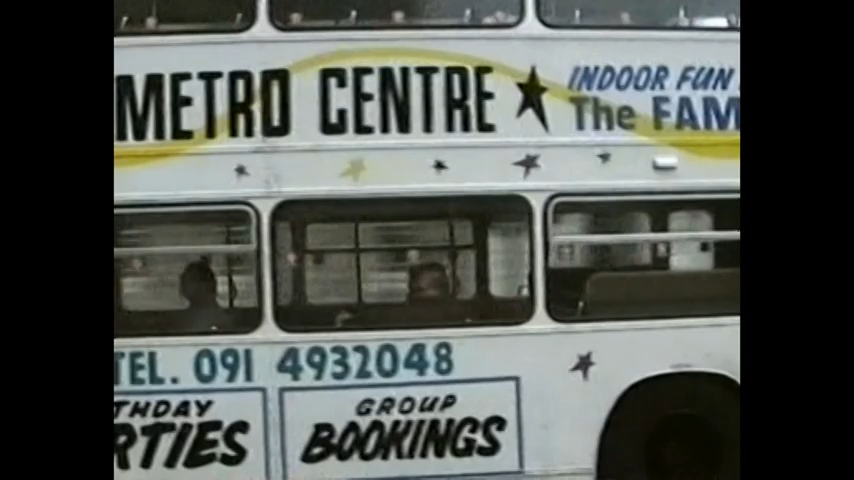 METRO CENTRE
INDOOR FUN
The FAM
TEL. 091 4932048
THDAY
RTIES
GROUP
BOOKINGS